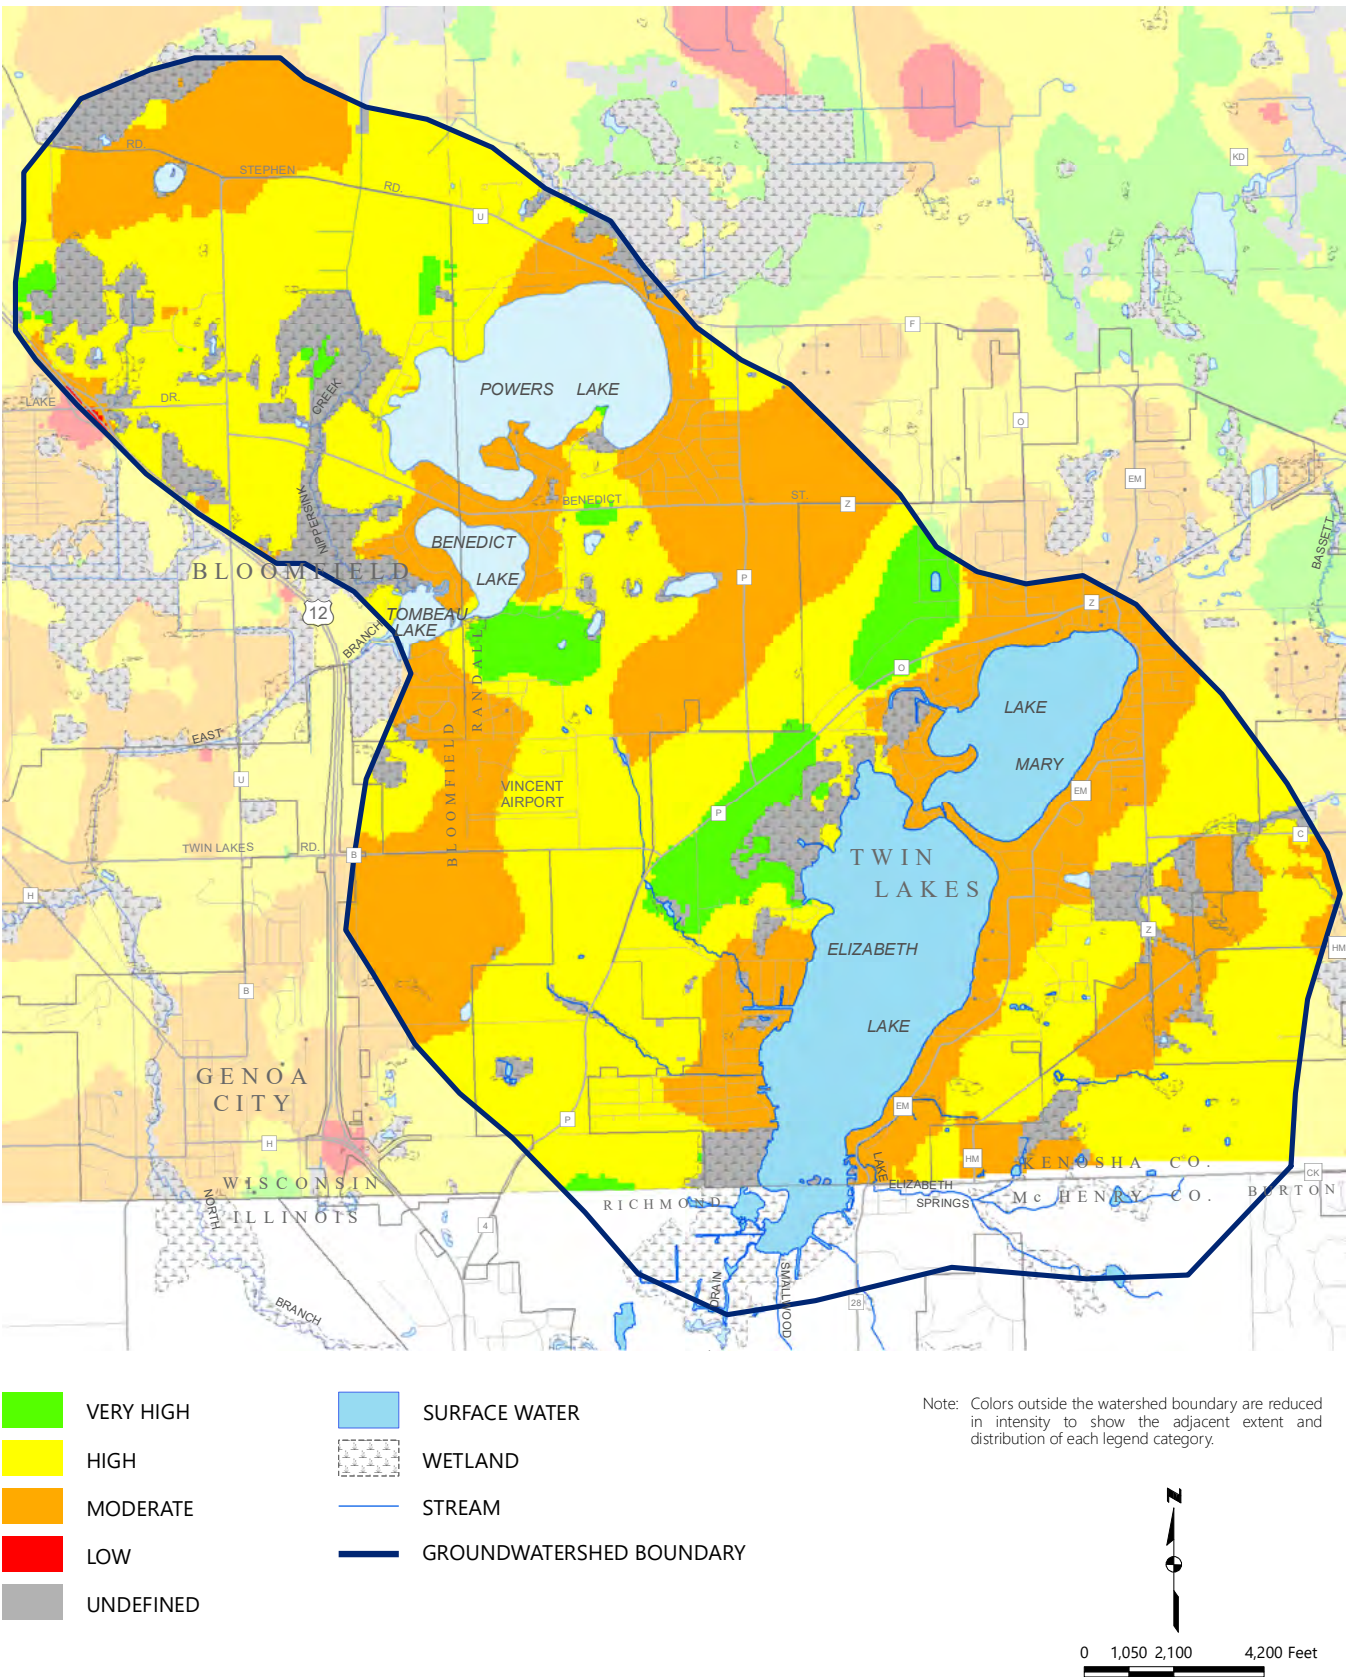 RD.
STEPHEN
RD.
U
KD
F
LAKE
DR.
CREEK
POWERS LAKE
O
EM
NIPPERSINK
BENEDICT
ST.
Z
BASSETT
BENEDICT
LAKE
BLOOMFIELD
12
TOMBEAU
LAKE
BRANCH
P
Z
O
RANDALL
BLOOMFIELD
EAST
U
LAKE
MARY
VINCENT
AIRPORT
EM
P
TWIN LAKES RD.
B
C
TWIN
LAKES
H
Z
HM
ELIZABETH
LAKE
B
GENOA
CITY
EM
P
H
HM
LAKE
KENOSHA CO.
CK
WISCONSIN
ELIZABETH
Mc HENRY CO.
BURTON
NORTH
ILLINOIS
RICHMOND
SPRINGS
4
DRAIN
SMALLWOOD
28
BRANCH
VERY HIGH
HIGH
MODERATE
LOW
UNDEFINED
SURFACE WATER
WETLAND
STREAM
GROUNDWATERSHED BOUNDARY
Note: Colors outside the watershed boundary are reduced
in intensity to show the adjacent extent and
distribution of each legend category.
N
0 1,050 2,100 4,200 Feet